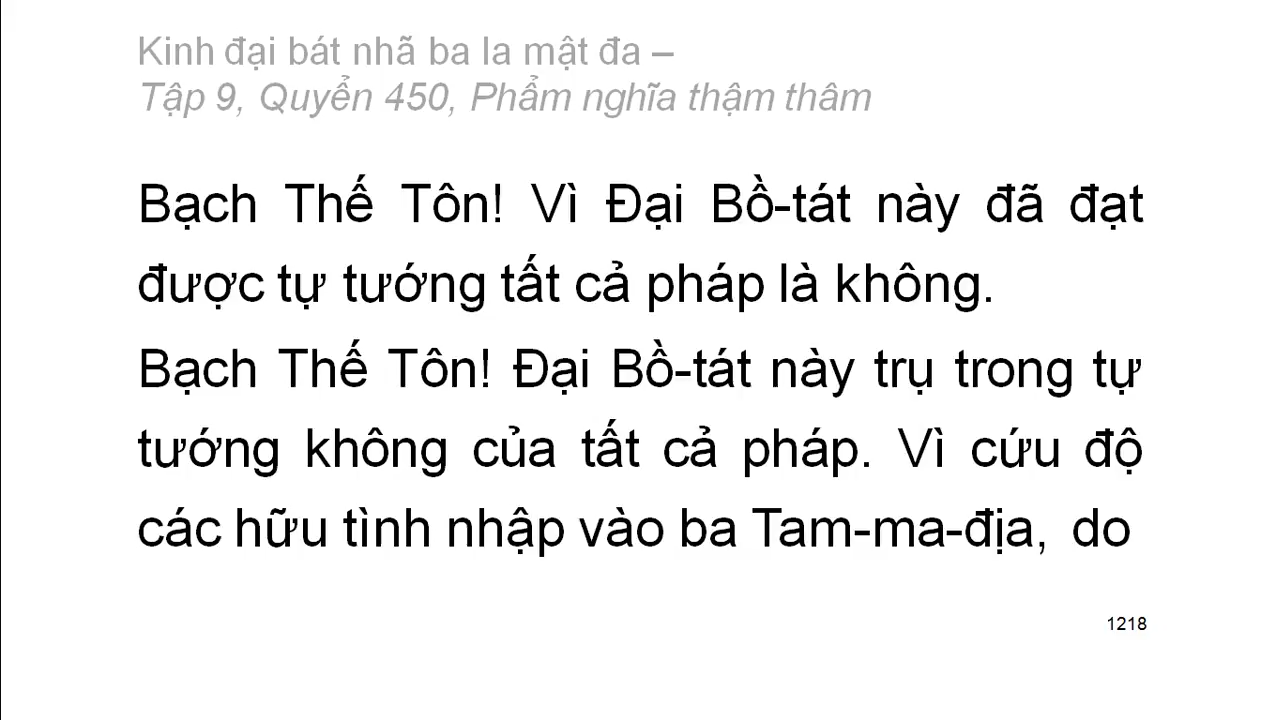 Kinh đại bát nhã ba la mật đa –
Tập 9, Quyển 450, Phẩm nghĩa thậm thâm
Bạch Thế Tôn! Vì Đại Bồ-tát này đã đạt
được tự tướng tất cả pháp là không.
Bạch Thế Tôn! Đại Bồ-tát này trụ trong tự
tướng không của tất cả pháp. Vì cứu độ
các hữu tình nhập vào ba Tam-ma-địa, do
1218